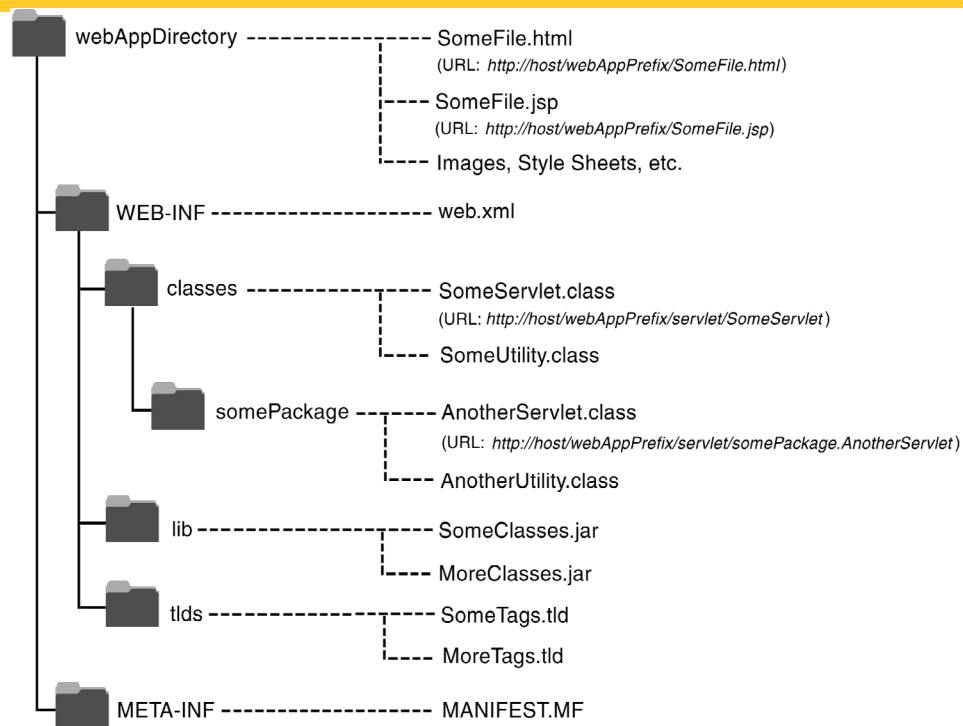 webAppDirectory SomeFile.html
(URL: http://host/webAppPrefix/SomeFile.html)
SomeFile.jsp
(URL: http://host/webAppPrefix/SomeFile.jsp)
Images, Style Sheets, etc.
WEB-INF web.xml
classes SomeServlet.class
(URL: http://host/webAppPrefix/servlet/SomeServlet)
SomeUtility.class
somePackage AnotherServlet.class
(URL: http://host/webAppPrefix/servlet/somePackage.AnotherServlet)
AnotherUtility.class
lib SomeClasses.jar
MoreClasses.jar
tlds SomeTags.tld
MoreTags.tld
META-INF MANIFEST.MF